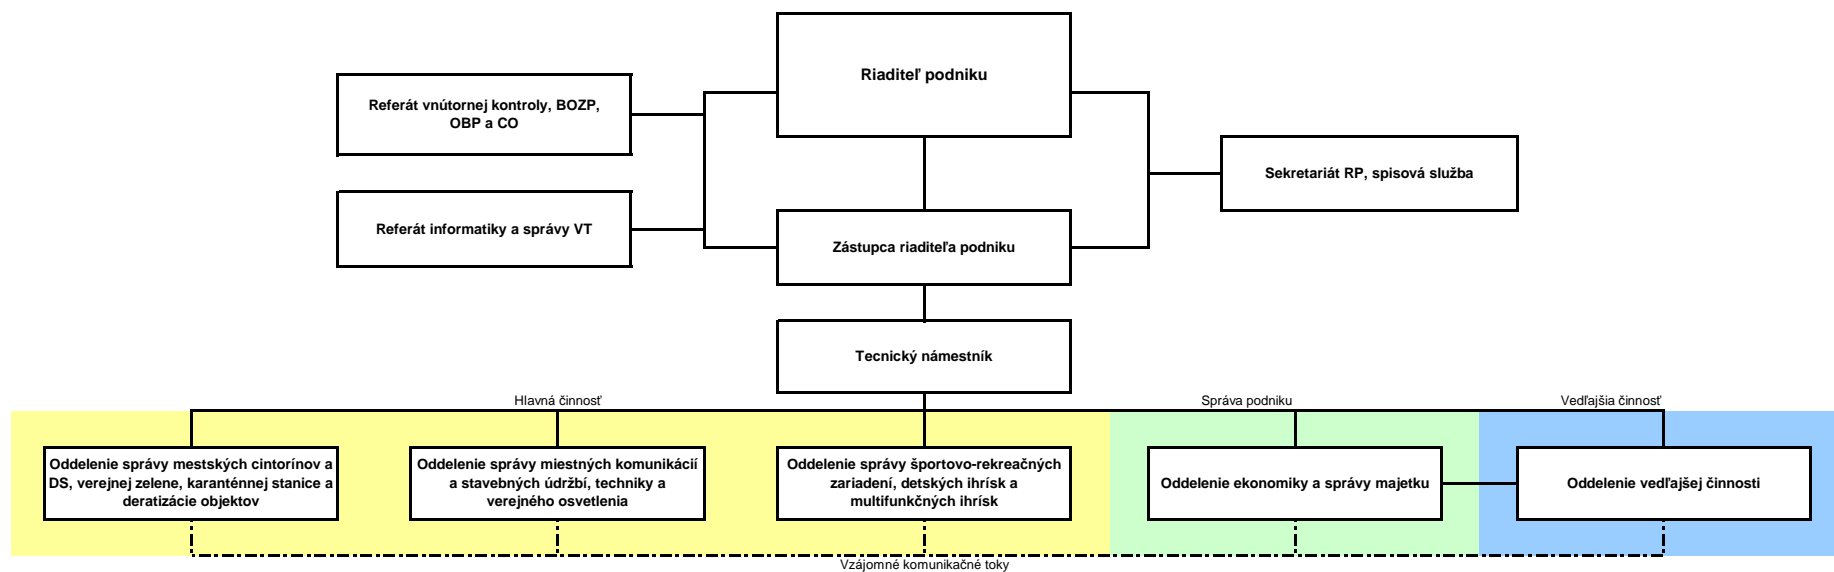 Riaditeľ podniku
Referát vnútornej kontroly, BOZP,
OBP a CO
Sekretariát RP, spisová služba
Referát informatiky a správy VT
Zástupca riaditeľa podniku
Tecnický námestník
Hlavná činnosť
Správa podniku
Vedľajšia činnosť
Oddelenie správy mestských cintorínov a
DS, verejnej zelene, karanténnej stanice a
deratizácie objektov
Oddelenie správy miestných komunikácií
a stavebných údržbí, techniky a
verejného osvetlenia
Oddelenie správy športovo-rekreačných
zariadení, detských ihrísk a
multifunkčných ihrísk
Oddelenie ekonomiky a správy majetku
Oddelenie vedľajšej činnosti
Vzájomné komunikačné toky